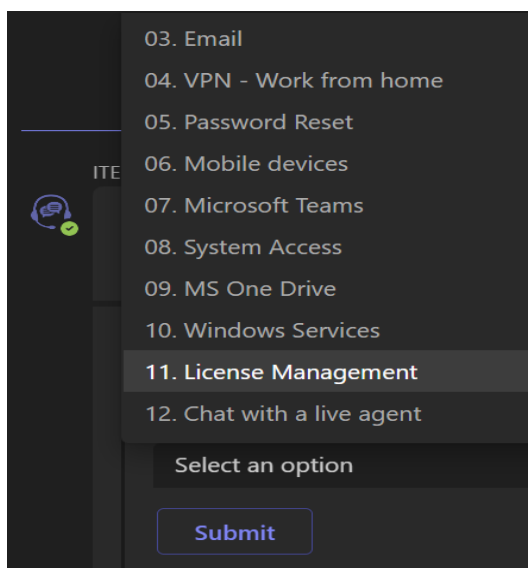 03. Email
04. VPN - Work from home
05. Password Reset
ITE
06. Mobile devices
07. Microsoft Teams
08. System Access
09. MS One Drive
10. Windows Services
11. License Management
12. Chat with a live agent
Select an option
Submit